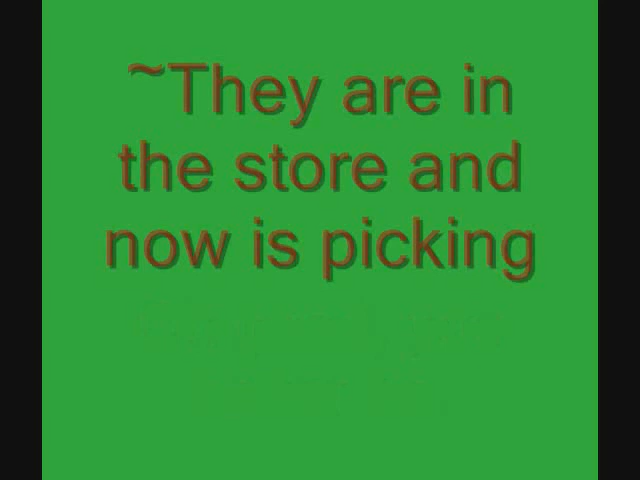 ~They are in
the store and
now is picking